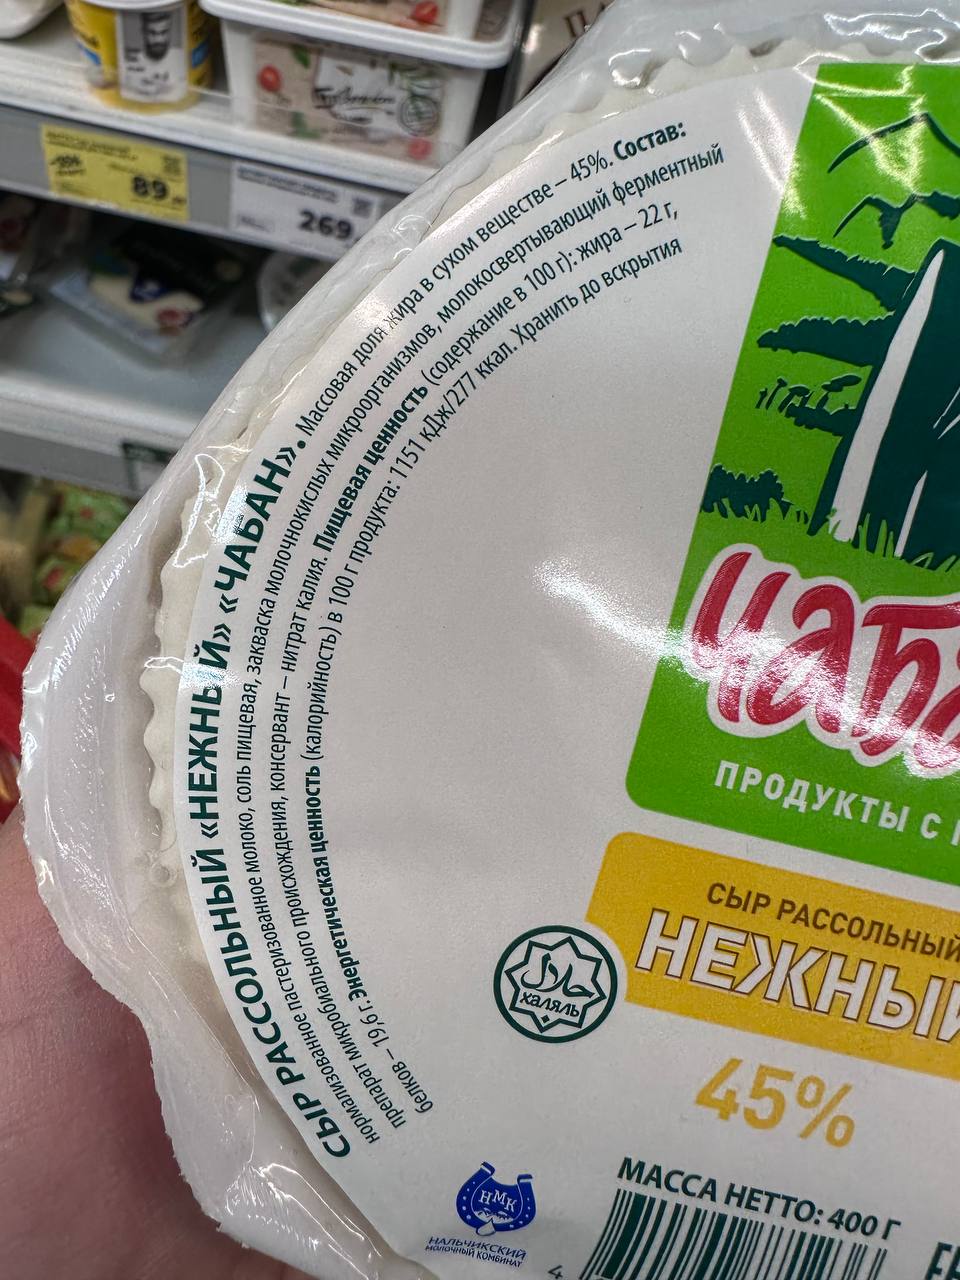 89
269
СЫР РАССОЛЬНЫЙ «НЕЖНЫЙ» «ЧАБАН». Массовая доля жира в сухом веществе – 45%. Состав:
нормализованное пастеризованное молоко, соль пищевая, закваска молочнокислых микроорганизмов, молокосвертывающий ферментный
препарат микробиального происхождения, консервант – нитрат калия. Пищевая ценность (содержание в 100 г): жира – 22 г,
белков – 19,6 г. Энергетическая ценность (калорийность) в 100 г продукта: 1151 кДж/277 ккал. Хранить до вскрытия
ЧАБА
ПРОДУКТЫ С
СЫР РАССОЛЬНЫЙ
НЕЖНЫЙ
халяль
45%
МАССА НЕТТО: 400 Г
НМК
НАЛЬЧИКСКИЙ
МОЛОЧНЫЙ КОМБИНАТ
4